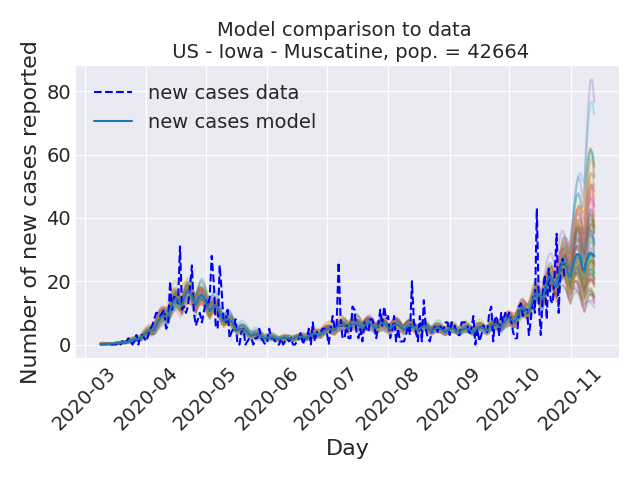 Model comparison to data
US - Iowa - Muscatine, pop. = 42664
Number of new cases reported
80
60
40
20
0
new cases data
new cases model
2020-03
2020-04
2020-05
2020-06
2020-07
2020-08
2020-09
2020-10
2020-11
Day